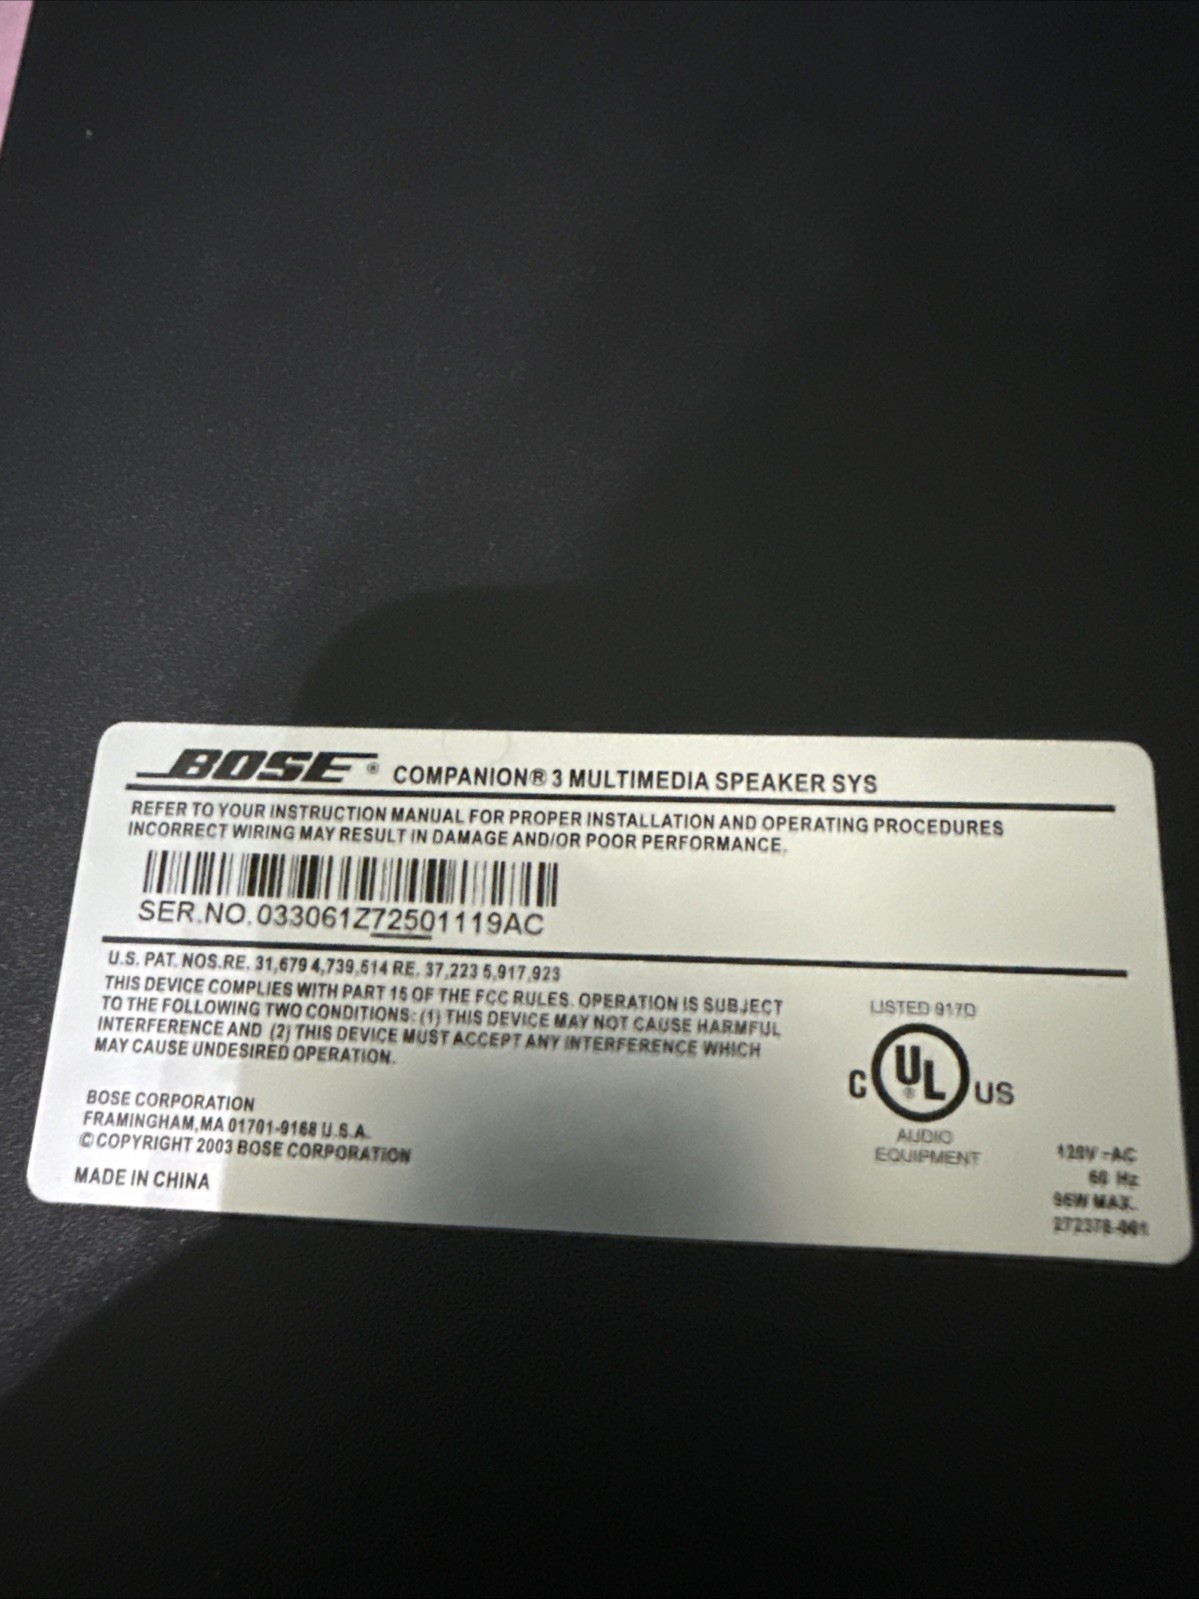 BOSE® COMPANION® 3 MULTIMEDIA SPEAKER SYS
REFER TO YOUR INSTRUCTION MANUAL FOR PROPER INSTALLATION AND OPERATING PROCEDURES
INCORRECT WIRING MAY RESULT IN DAMAGE AND/OR POOR PERFORMANCE.
SER.NO.033061Z72501119AC
U.S. PAT. NOS.RE. 31,679 4,739,514 RE. 37,223 5,917,923
THIS DEVICE COMPLIES WITH PART 15 OF THE FCC RULES. OPERATION IS SUBJECT
TO THE FOLLOWING TWO CONDITIONS: (1) THIS DEVICE MAY NOT CAUSE HARMFUL
INTERFERENCE AND (2) THIS DEVICE MUST ACCEPT ANY INTERFERENCE WHICH
MAY CAUSE UNDESIRED OPERATION.
LISTED 917D
C UL® US
AUDIO
EQUIPMENT
BOSE CORPORATION
FRAMINGHAM,MA 01701-9168 U.S.A.
©COPYRIGHT 2003 BOSE CORPORATION
MADE IN CHINA
120V ~AC
60 Hz
96W MAX.
272378-001